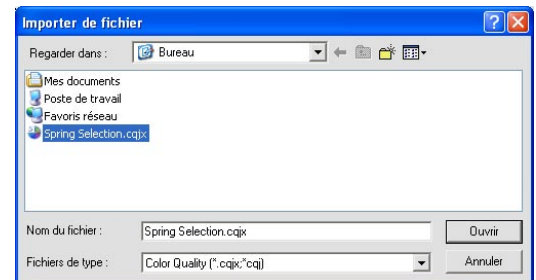 Importer de fichier
Regarder dans : Bureau
Mes documents
Poste de travail
Favoris réseau
Spring Selection.cqjx
Nom du fichier : Spring Selection.cqjx Ouvrir
Fichiers de type : Color Quality (*.cqjx;*cqj) Annuler